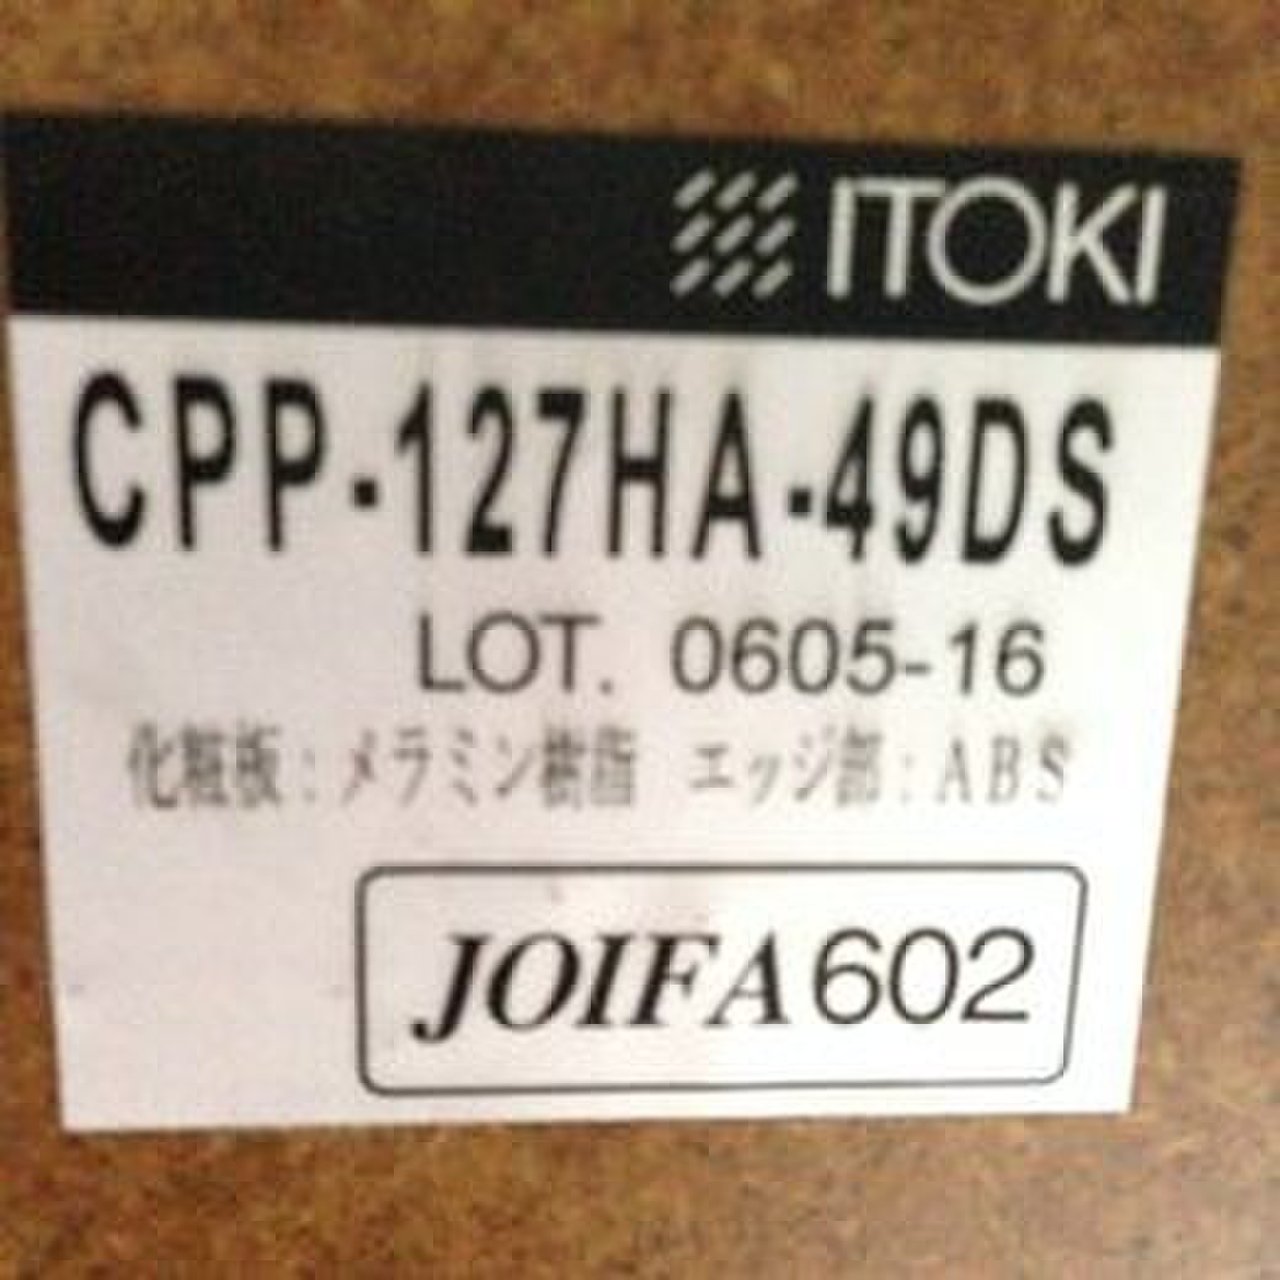 ITOKI
CPP-127HA-49DS
LOT. 0605-16
化粧板:メラミン樹脂 エッジ部:ABS
JOIFA602